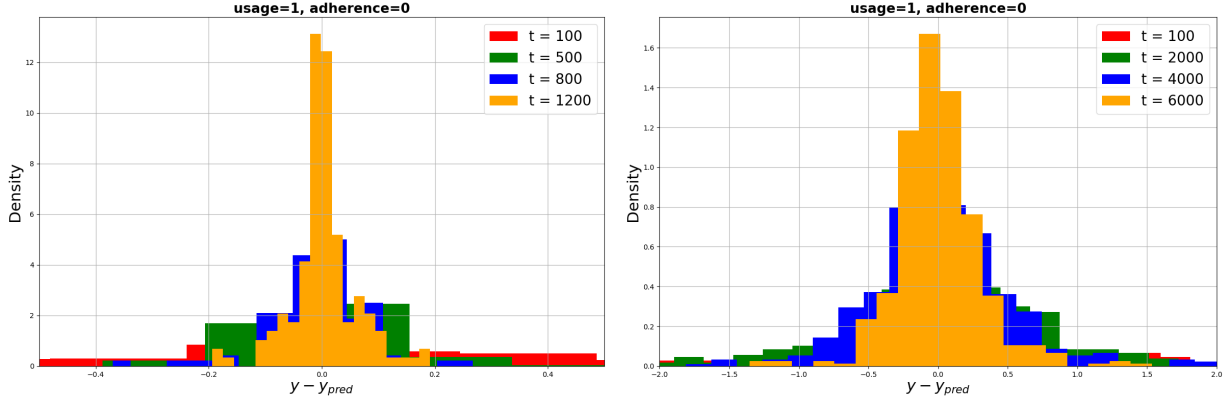 usage=1, adherence=0
t = 100
t = 500
t = 800
t = 1200
Density
12
10
8
6
4
2
0
−0.4
−0.2
0.0
0.2
0.4
y − y_pred
usage=1, adherence=0
t = 100
t = 2000
t = 4000
t = 6000
Density
1.6
1.4
1.2
1.0
0.8
0.6
0.4
0.2
0.0
−2.0
−1.5
−1.0
−0.5
0.0
0.5
1.0
1.5
2.0
y − y_pred